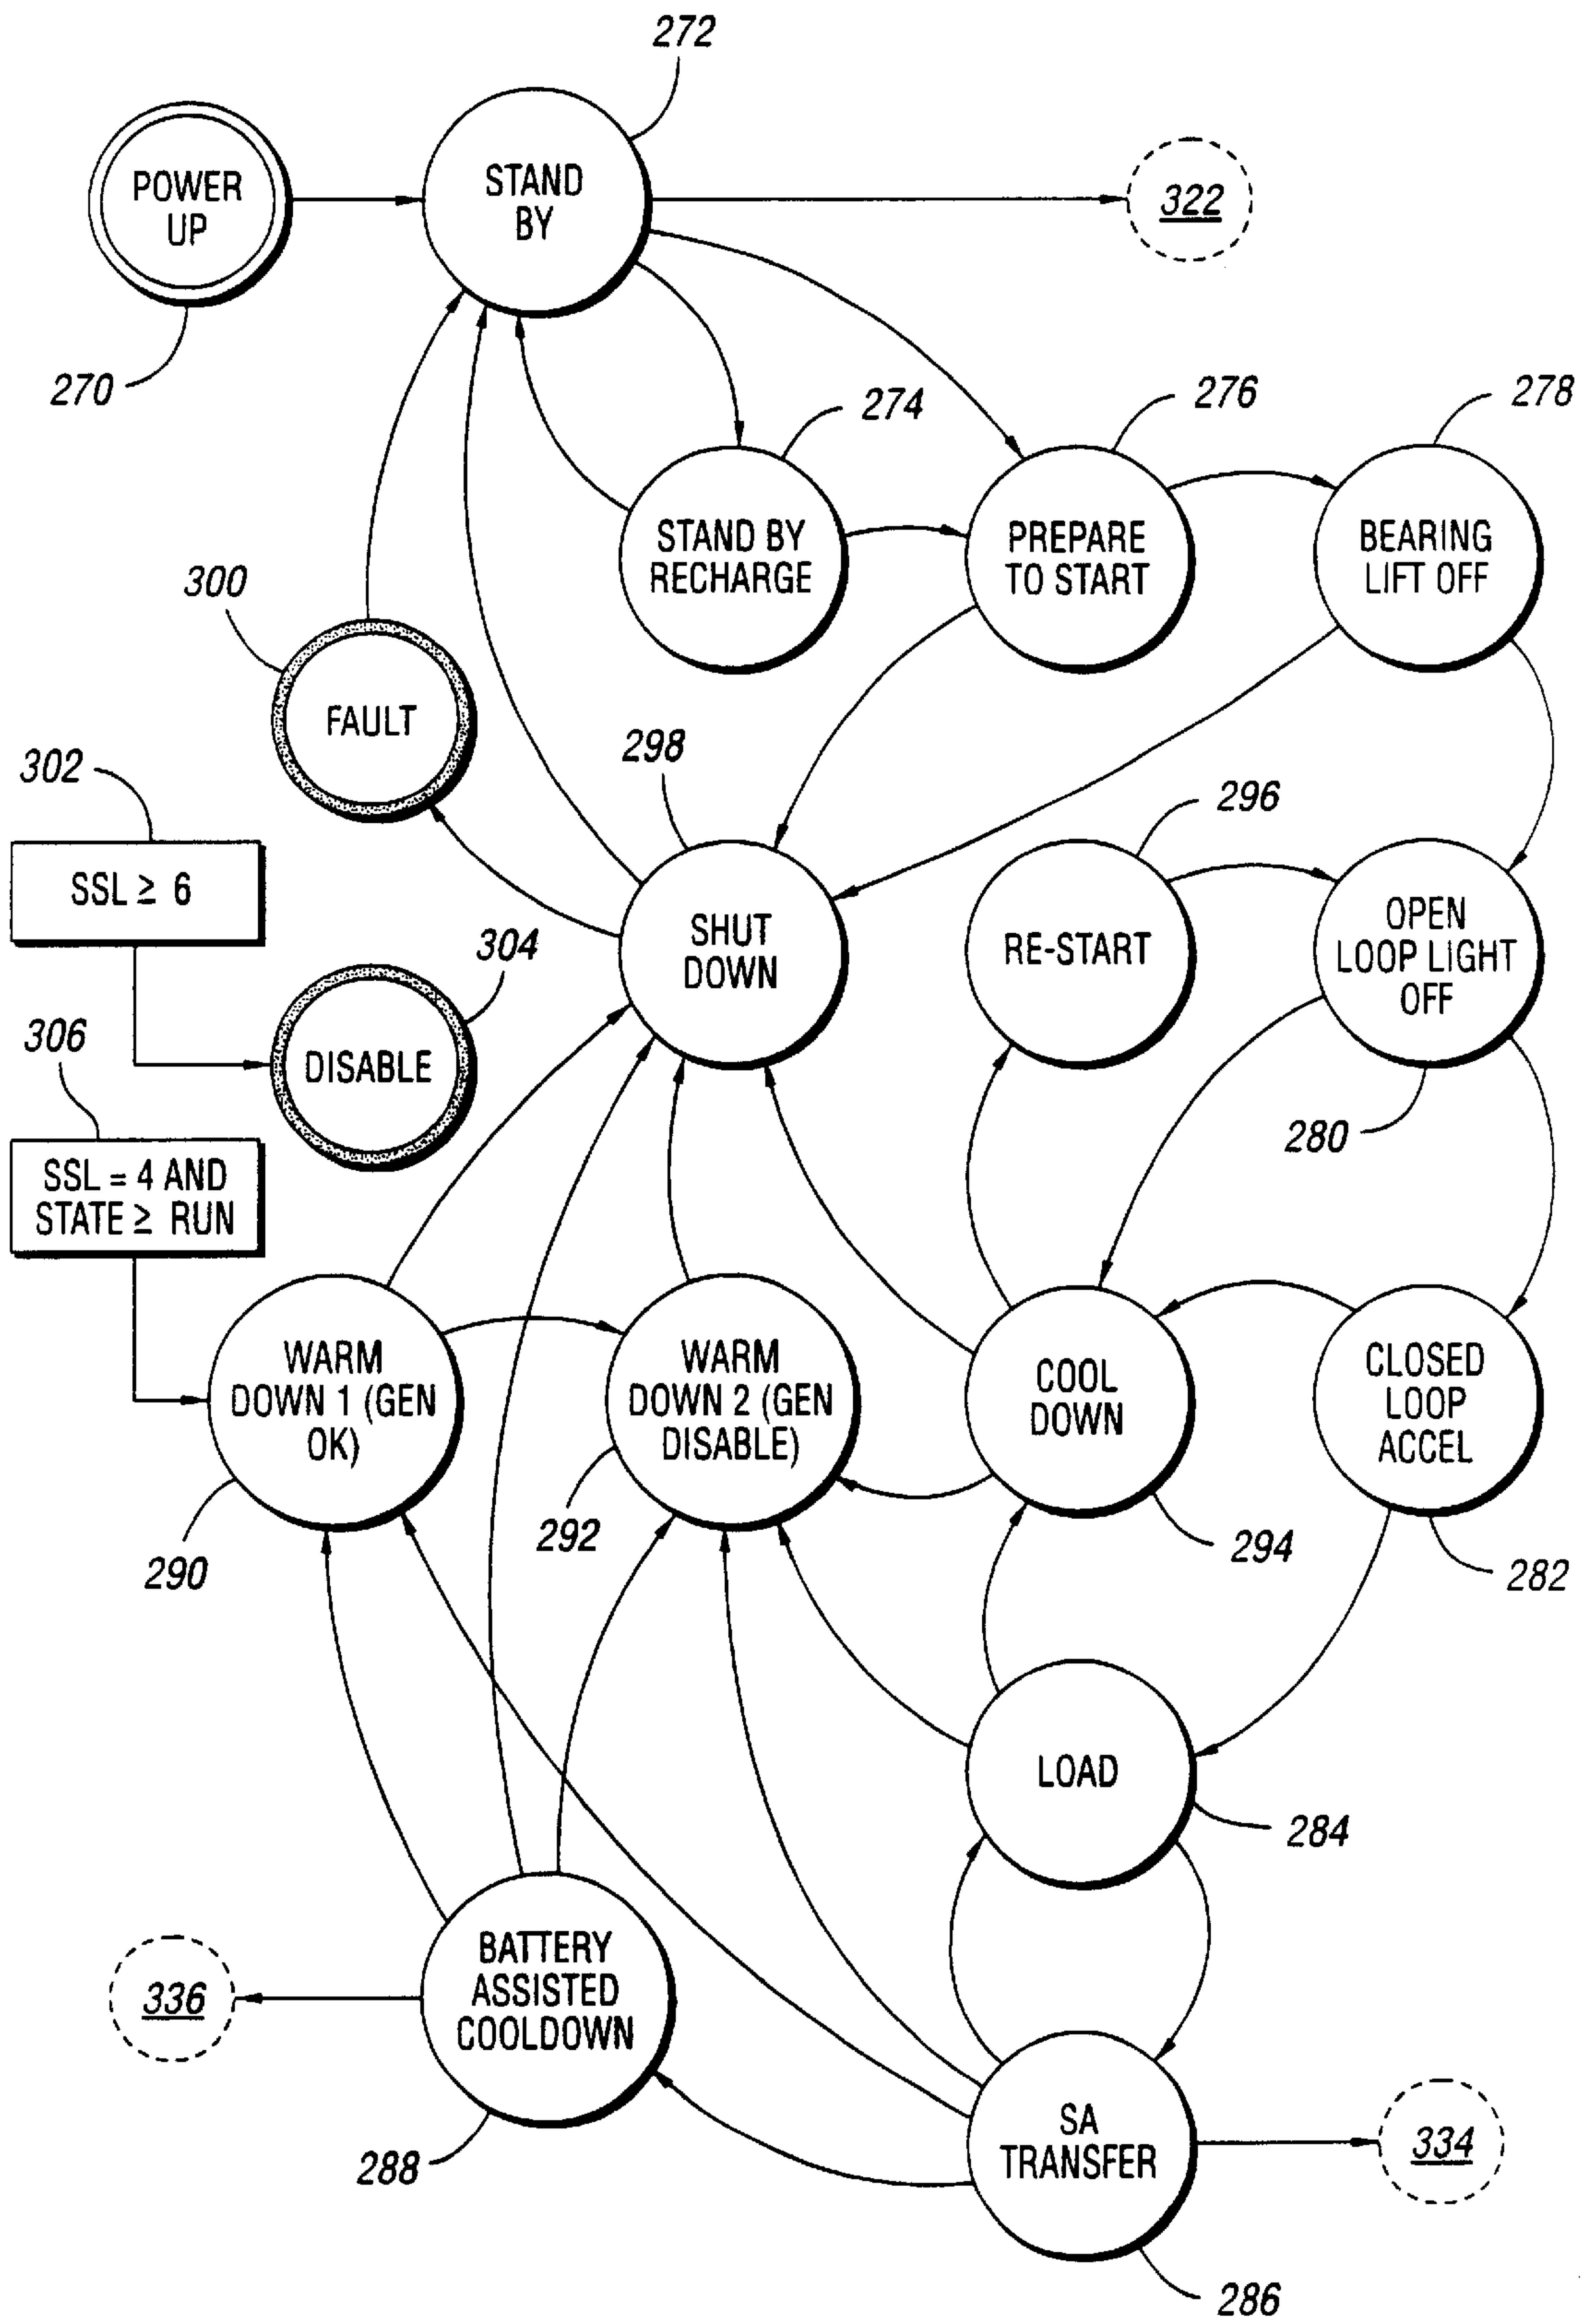 272
POWER
UP
STAND
BY
322
270
274
276
278
STAND BY
RECHARGE
PREPARE
TO START
BEARING
LIFT OFF
300
FAULT
298
302
296
SSL ≥ 6
SHUT
DOWN
RE-START
OPEN
LOOP LIGHT
OFF
304
306
DISABLE
280
SSL = 4 AND
STATE ≥ RUN
WARM
DOWN 1 (GEN
OK)
WARM
DOWN 2 (GEN
DISABLE)
COOL
DOWN
CLOSED
LOOP
ACCEL
290
292
294
282
LOAD
284
BATTERY
ASSISTED
COOLDOWN
336
288
SA
TRANSFER
334
286